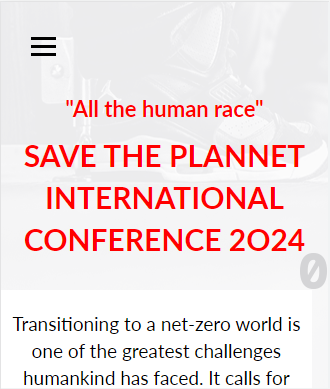 "All the human race"
SAVE THE PLANNET
INTERNATIONAL
CONFERENCE 2O24
0
Transitioning to a net-zero world is
one of the greatest challenges
humankind has faced. It calls for